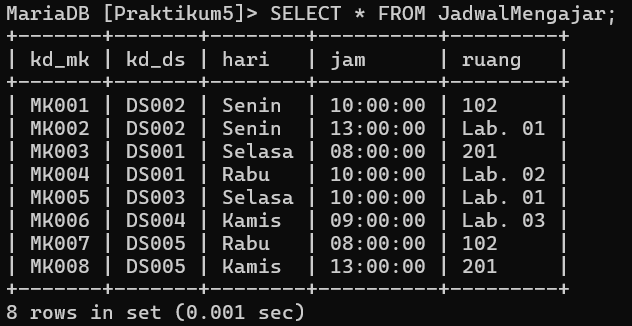 MariaDB [Praktikum5]> SELECT * FROM JadwalMengajar;
+-------+-------+--------+----------+---------+
| kd_mk | kd_ds | hari   | jam      | ruang   |
+-------+-------+--------+----------+---------+
| MK001 | DS002 | Senin  | 10:00:00 | 102     |
| MK002 | DS002 | Senin  | 13:00:00 | Lab. 01 |
| MK003 | DS001 | Selasa | 08:00:00 | 201     |
| MK004 | DS001 | Rabu   | 10:00:00 | Lab. 02 |
| MK005 | DS003 | Selasa | 10:00:00 | Lab. 01 |
| MK006 | DS004 | Kamis  | 09:00:00 | Lab. 03 |
| MK007 | DS005 | Rabu   | 08:00:00 | 102     |
| MK008 | DS005 | Kamis  | 13:00:00 | 201     |
+-------+-------+--------+----------+---------+
8 rows in set (0.001 sec)